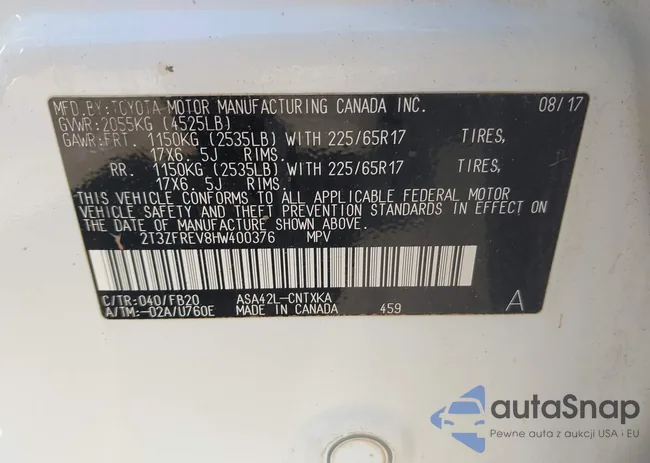 MFD.BY:TOYOTA MOTOR MANUFACTURING CANADA INC. 08/17
GVWR:2055KG (4525LB)
GAWR:FRT. 1150KG (2535LB) WITH 225/65R17 TIRES,
17X6. 5J RIMS.
RR. 1150KG (2535LB) WITH 225/65R17 TIRES,
17X6. 5J RIMS.
THIS VEHICLE CONFORMS TO ALL APPLICABLE FEDERAL MOTOR
VEHICLE SAFETY AND THEFT PREVENTION STANDARDS IN EFFECT ON
THE DATE OF MANUFACTURE SHOWN ABOVE.
2T3ZFREV8HW400376 MPV
C/TR:040/FB20 ASA42L-CNTXKA
A/TM:-02A/U760E MADE IN CANADA 459 A
autoSnap
Pewne auta z aukcji USA i EU